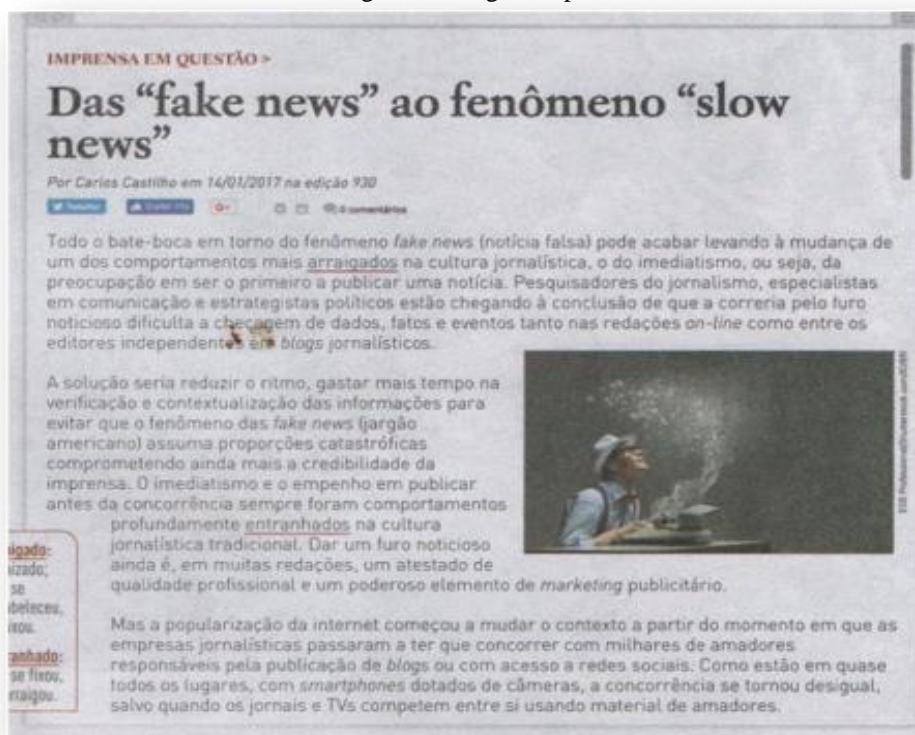 IMPRENSA EM QUESTÃO >
Das “fake news” ao fenômeno “slow
news”
Por Carlos Castilho em 14/01/2017 na edição 930
G+ 0 comentários
Todo o bate-boca em torno do fenômeno fake news (notícia falsa) pode acabar levando à mudança de
um dos comportamentos mais arraigados na cultura jornalística, o do imediatismo, ou seja, da
preocupação em ser o primeiro a publicar uma notícia. Pesquisadores do jornalismo, especialistas
em comunicação e estrategistas políticos estão chegando à conclusão de que a correria pelo furo
noticioso dificulta a checagem de dados, fatos e eventos tanto nas redações on-line como entre os
editores independentes em blogs jornalísticos.
A solução seria reduzir o ritmo, gastar mais tempo na
verificação e contextualização das informações para
evitar que o fenômeno das fake news (jargão
americano) assuma proporções catastróficas
comprometendo ainda mais a credibilidade da
imprensa. O imediatismo e o empenho em publicar
antes da concorrência sempre foram comportamentos
profundamente entranhados na cultura
jornalística tradicional. Dar um furo noticioso
ainda é, em muitas redações, um atestado de
qualidade profissional e um poderoso elemento de marketing publicitário.
Mas a popularização da internet começou a mudar o contexto a partir do momento em que as
empresas jornalísticas passaram a ter que concorrer com milhares de amadores
responsáveis pela publicação de blogs ou com acesso a redes sociais. Como estão em quase
todos os lugares, com smartphones dotados de câmeras, a concorrência se tornou desigual,
salvo quando os jornais e TVs competem entre si usando material de amadores.
igado:
izado;
se
abeleceu,
xou.
ranhado:
se fixou,
rraigou.